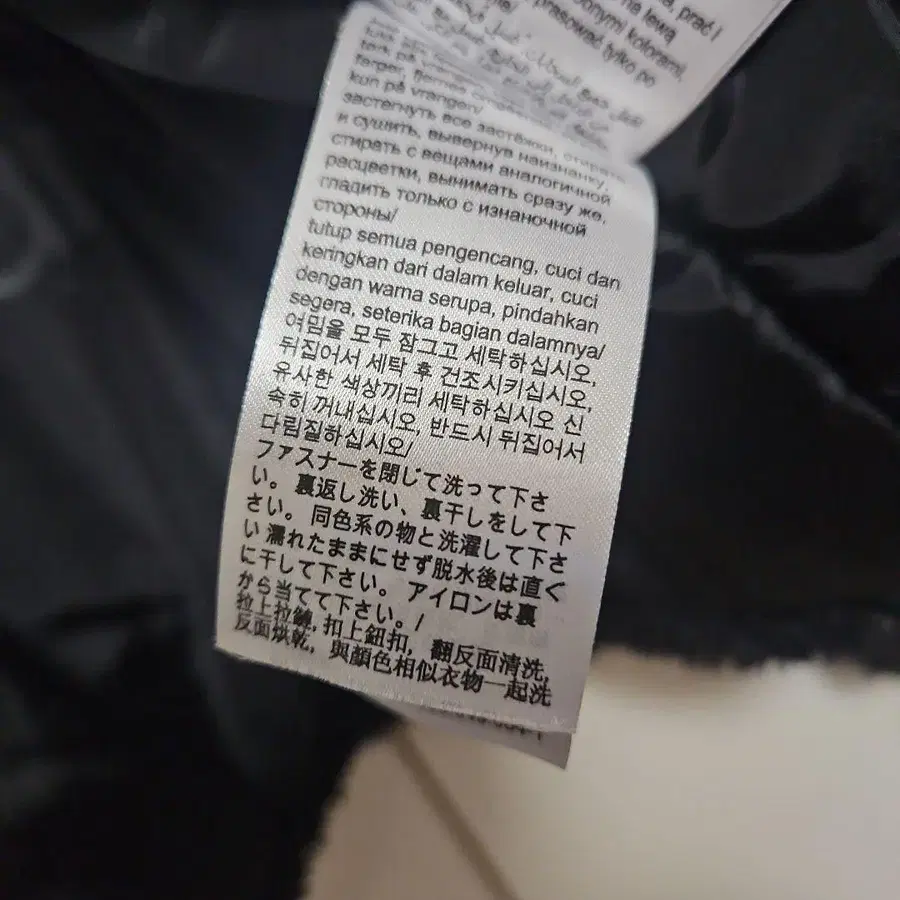 prać i
na lewą
kolorami,
prasować tylko po
kun på vrangen/
застегнуть все застёжки,
и сушить, вывернув наизнанку,
стирать с вещами аналогичной
расцветки, вынимать сразу же,
гладить только с изнаночной
стороны/
tutup semua pengencang, cuci dan
keringkan dari dalam keluar, cuci
dengan warna serupa, pindahkan
segera, seterika bagian dalamnya/
여밈을 모두 잠그고 세탁하십시오,
뒤집어서 세탁 후 건조시키십시오,
유사한 색상끼리 세탁하십시오 신
속히 꺼내십시오, 반드시 뒤집어서
다림질하십시오/
ファスナーを閉じて洗って下さ
い。裏返し洗い、裏干しをして下
さい。同色系の物と洗濯して下さ
い 濡れたままにせず脱水後は直ぐ
に干して下さい。アイロンは裏
から当てて下さい。/
拉上拉鏈, 扣上鈕扣, 翻反面清洗,
反面烘乾, 與顏色相似衣物一起洗